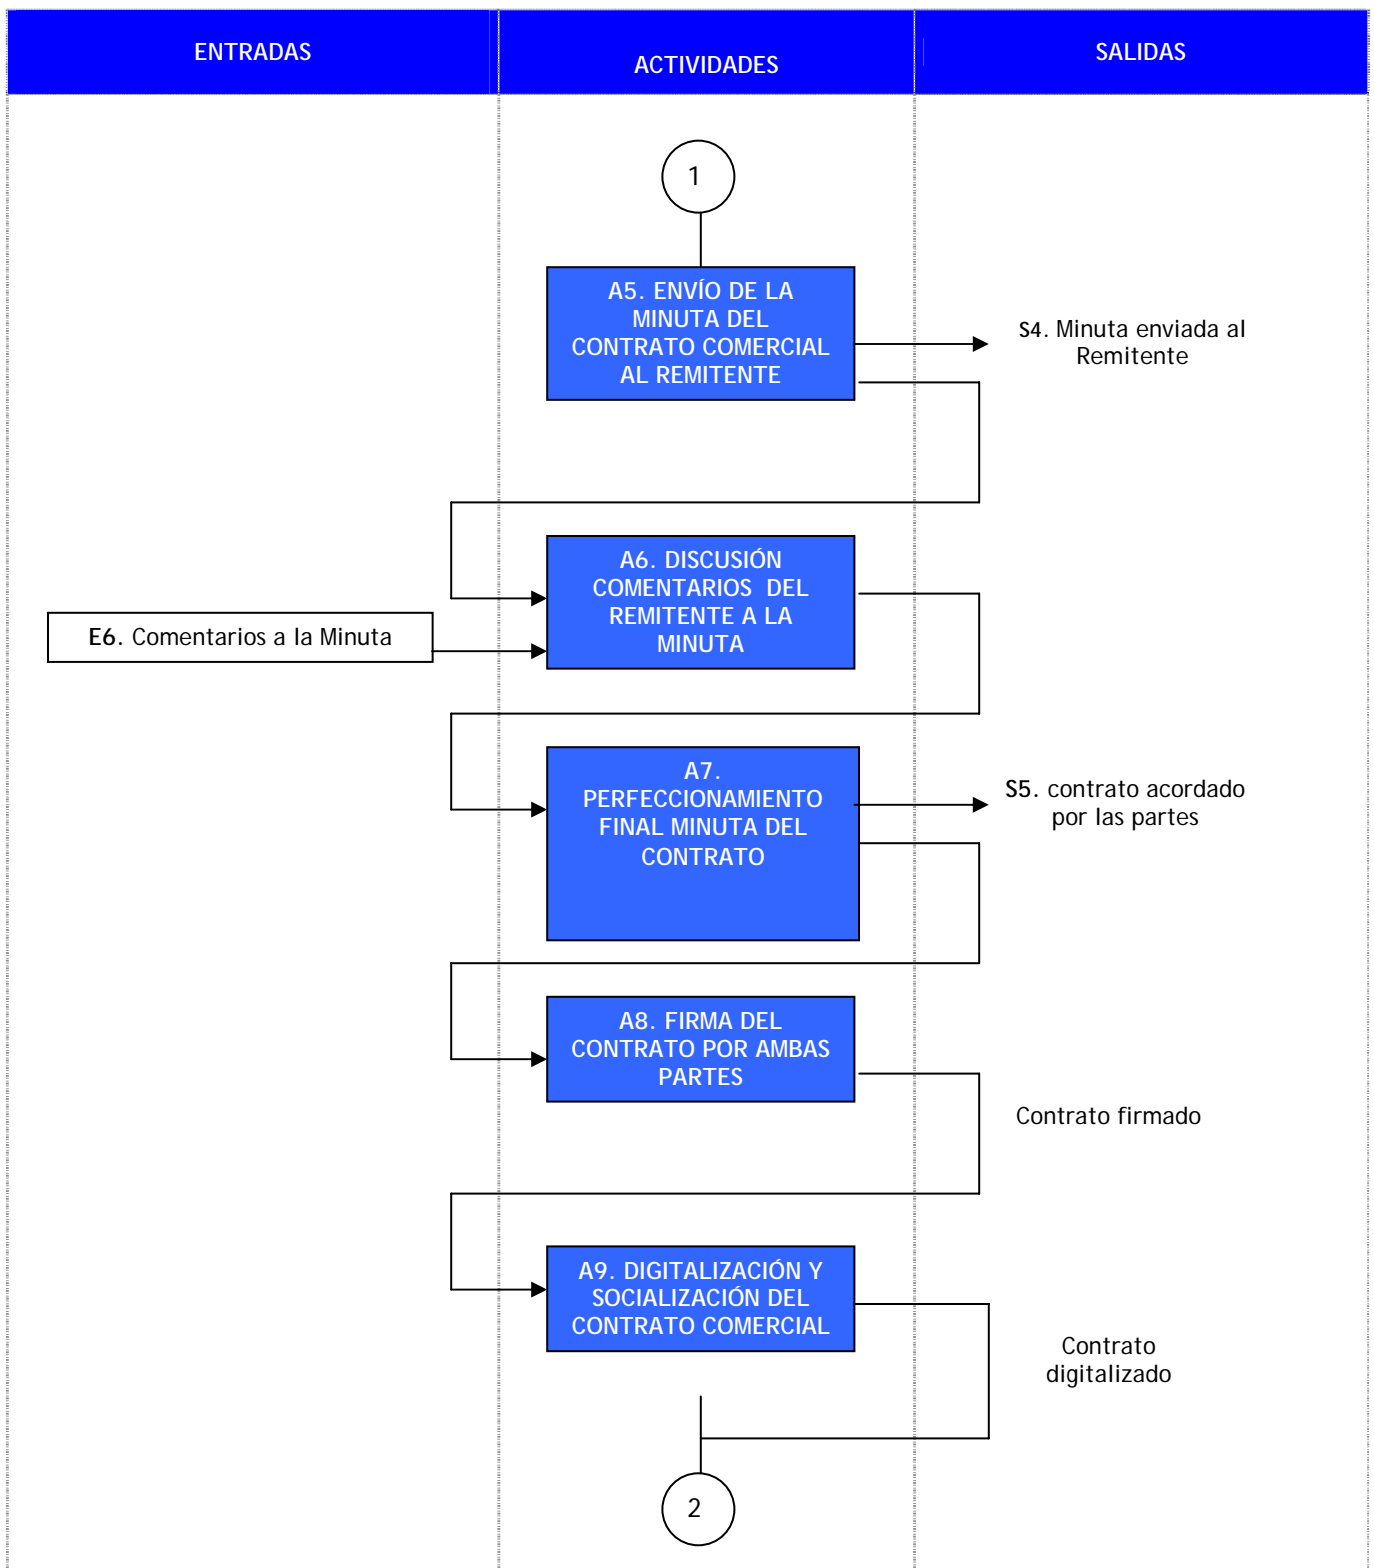 ENTRADAS
ACTIVIDADES
SALIDAS
1
A5. ENVÍO DE LA
MINUTA DEL
CONTRATO COMERCIAL
AL REMITENTE
S4. Minuta enviada al
Remitente
A6. DISCUSIÓN
COMENTARIOS DEL
REMITENTE A LA
MINUTA
E6. Comentarios a la Minuta
A7.
PERFECCIONAMIENTO
FINAL MINUTA DEL
CONTRATO
S5. contrato acordado
por las partes
A8. FIRMA DEL
CONTRATO POR AMBAS
PARTES
Contrato firmado
A9. DIGITALIZACIÓN Y
SOCIALIZACIÓN DEL
CONTRATO COMERCIAL
Contrato
digitalizado
2